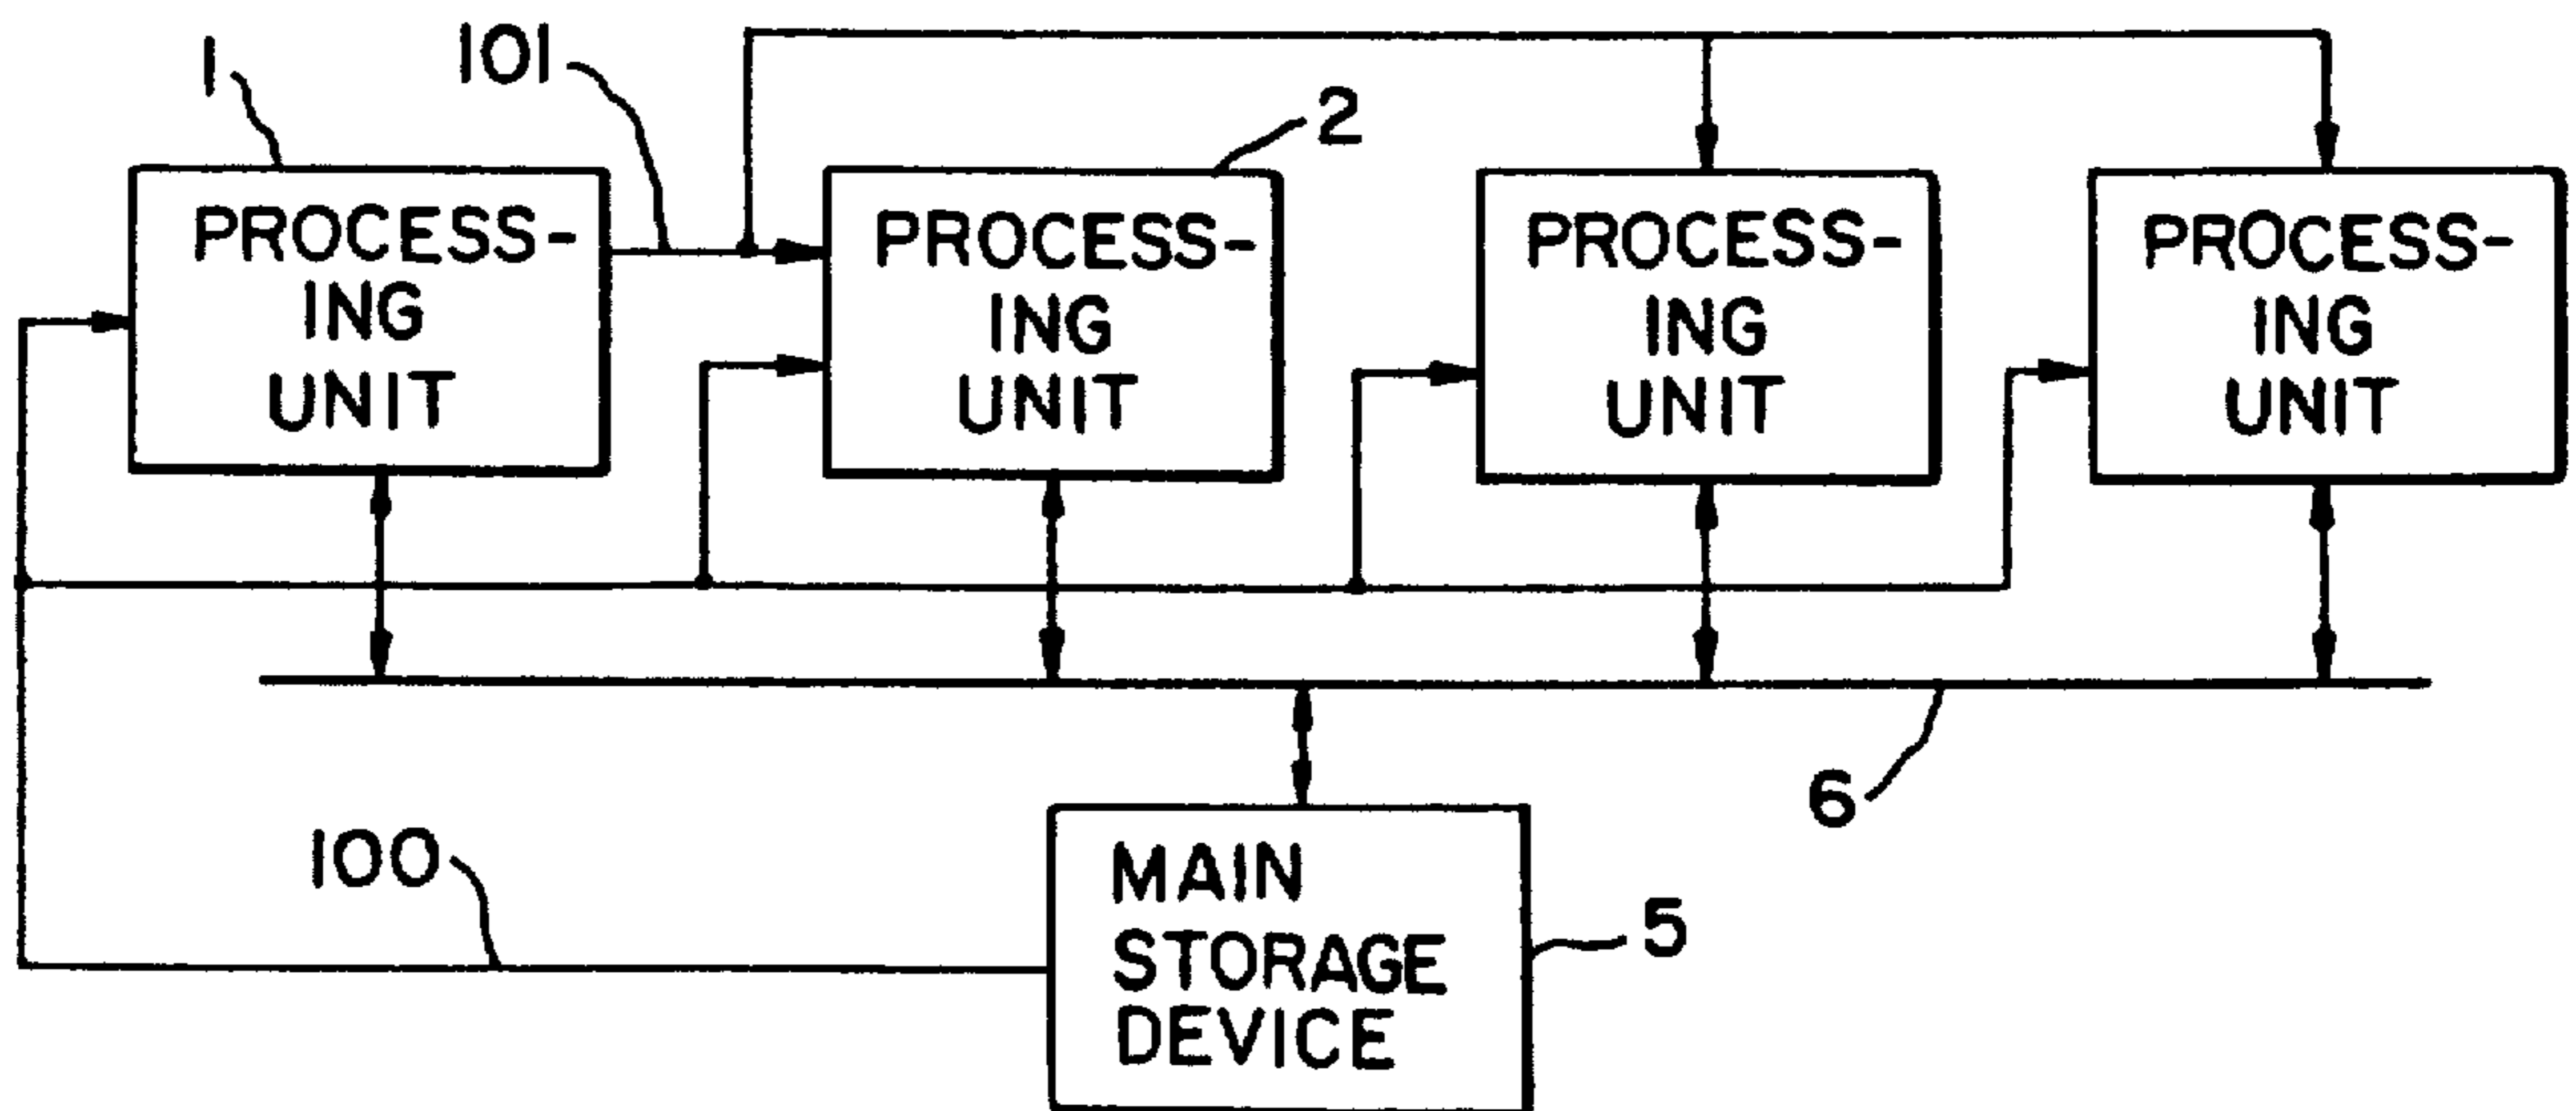 1
101
2
PROCESS-
ING
UNIT
PROCESS-
ING
UNIT
PROCESS-
ING
UNIT
PROCESS-
ING
UNIT
6
100
MAIN
STORAGE
DEVICE
5